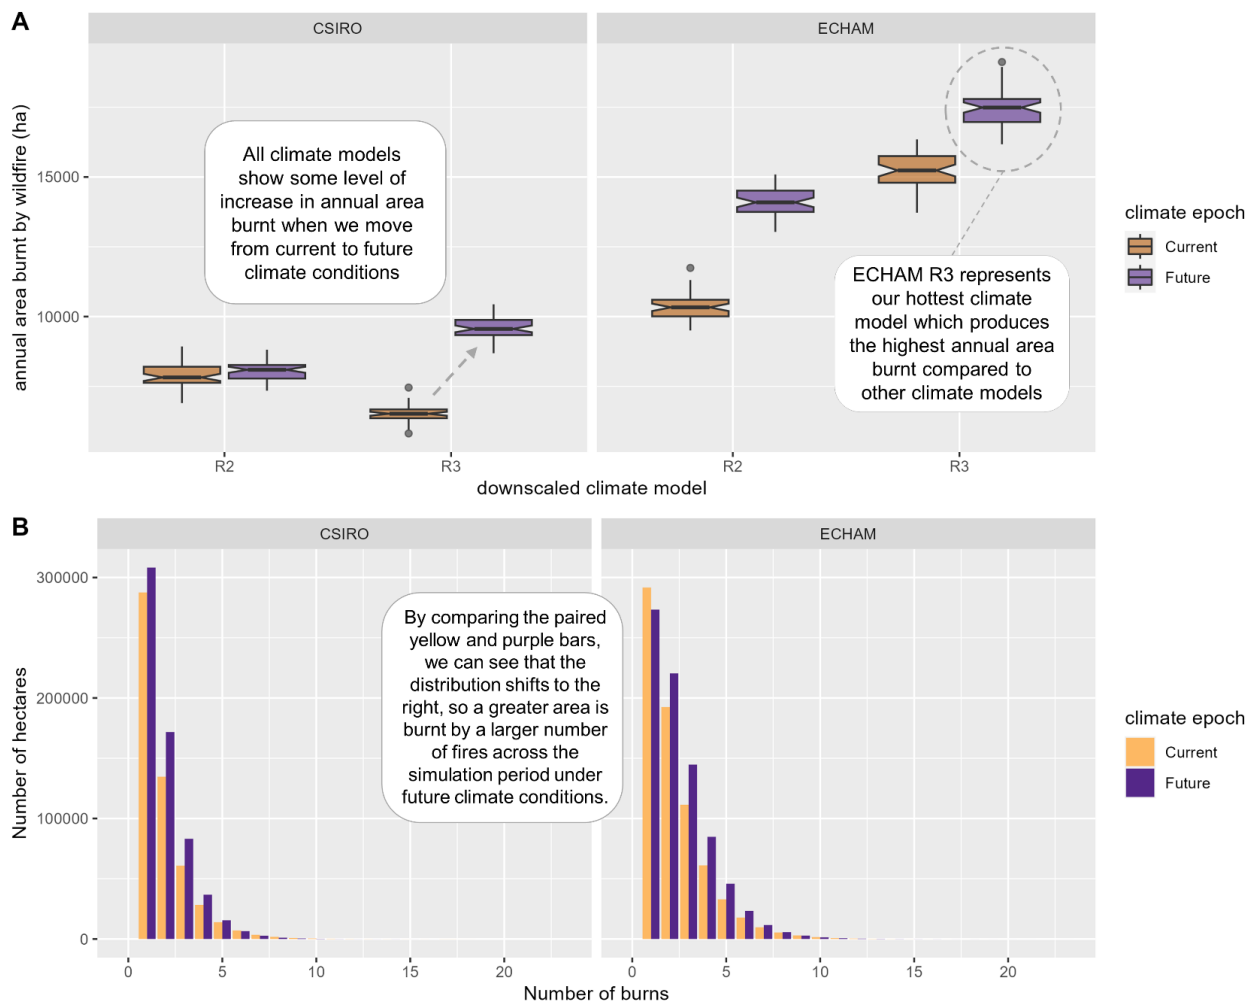 A
CSIRO
ECHAM
annual area burnt by wildfire (ha)
15000
10000
All climate models
show some level of
increase in annual area
burnt when we move
from current to future
climate conditions
ECHAM R3 represents
our hottest climate
model which produces
the highest annual area
burnt compared to
other climate models
climate epoch
Current
Future
R2
R3
R2
R3
downscaled climate model
B
CSIRO
ECHAM
Number of hectares
300000
200000
100000
0
By comparing the paired
yellow and purple bars,
we can see that the
distribution shifts to the
right, so a greater area is
burnt by a larger number
of fires across the
simulation period under
future climate conditions.
climate epoch
Current
Future
0
5
10
15
20
0
5
10
15
20
Number of burns